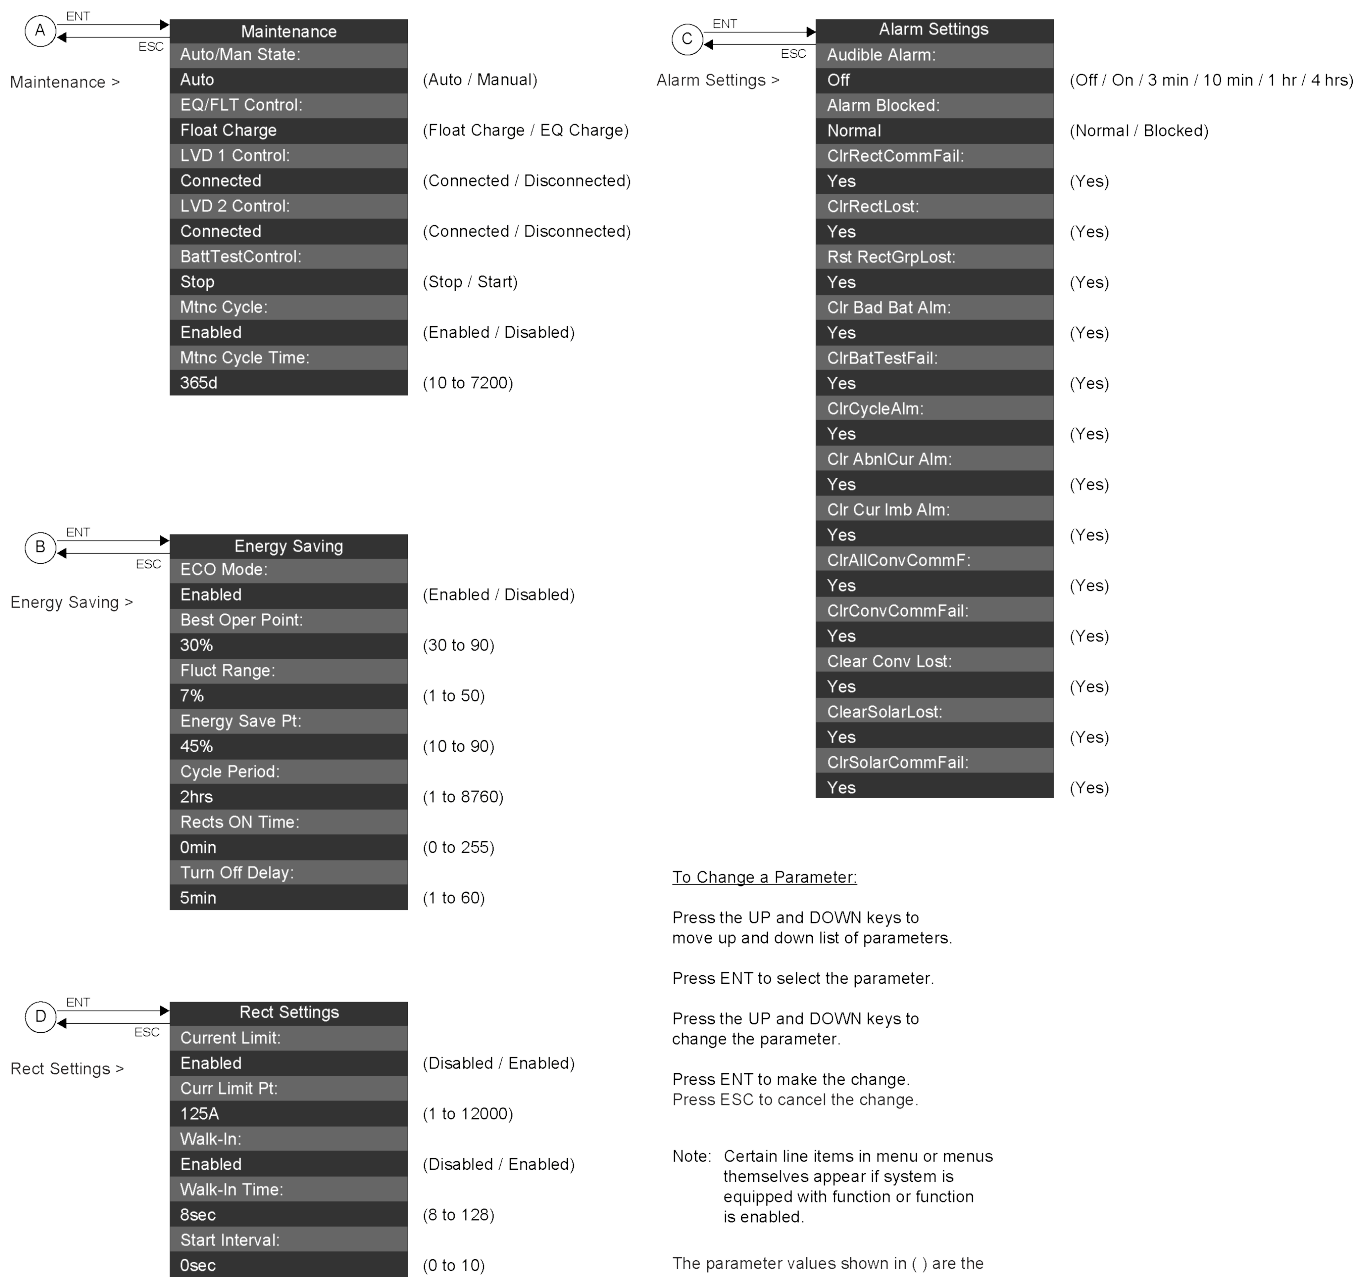 A
ENT
ESC
Maintenance >
Maintenance
Auto/Man State:
Auto
(Auto / Manual)
EQ/FLT Control:
Float Charge
(Float Charge / EQ Charge)
LVD 1 Control:
Connected
(Connected / Disconnected)
LVD 2 Control:
Connected
(Connected / Disconnected)
BattTestControl:
Stop
(Stop / Start)
Mtnc Cycle:
Enabled
(Enabled / Disabled)
Mtnc Cycle Time:
365d
(10 to 7200)
B
ENT
ESC
Energy Saving >
Energy Saving
ECO Mode:
Enabled
(Enabled / Disabled)
Best Oper Point:
30%
(30 to 90)
Fluct Range:
7%
(1 to 50)
Energy Save Pt:
45%
(10 to 90)
Cycle Period:
2hrs
(1 to 8760)
Rects ON Time:
0min
(0 to 255)
Turn Off Delay:
5min
(1 to 60)
D
ENT
ESC
Rect Settings >
Rect Settings
Current Limit:
Enabled
(Disabled / Enabled)
Curr Limit Pt:
125A
(1 to 12000)
Walk-In:
Enabled
(Disabled / Enabled)
Walk-In Time:
8sec
(8 to 128)
Start Interval:
0sec
(0 to 10)
C
ENT
ESC
Alarm Settings >
Alarm Settings
Audible Alarm:
Off
(Off / On / 3 min / 10 min / 1 hr / 4 hrs)
Alarm Blocked:
Normal
(Normal / Blocked)
ClrRectCommFail:
Yes
(Yes)
ClrRectLost:
Yes
(Yes)
Rst RectGrpLost:
Yes
(Yes)
Clr Bad Bat Alm:
Yes
(Yes)
ClrBatTestFail:
Yes
(Yes)
ClrCycleAlm:
Yes
(Yes)
Clr AbnlCur Alm:
Yes
(Yes)
Clr Cur Imb Alm:
Yes
(Yes)
ClrAllConvCommF:
Yes
(Yes)
ClrConvCommFail:
Yes
(Yes)
Clear Conv Lost:
Yes
(Yes)
ClearSolarLost:
Yes
(Yes)
ClrSolarCommFail:
Yes
(Yes)
To Change a Parameter:
Press the UP and DOWN keys to
move up and down list of parameters.
Press ENT to select the parameter.
Press the UP and DOWN keys to
change the parameter.
Press ENT to make the change.
Press ESC to cancel the change.
Note: Certain line items in menu or menus
themselves appear if system is
equipped with function or function
is enabled.
The parameter values shown in ( ) are the